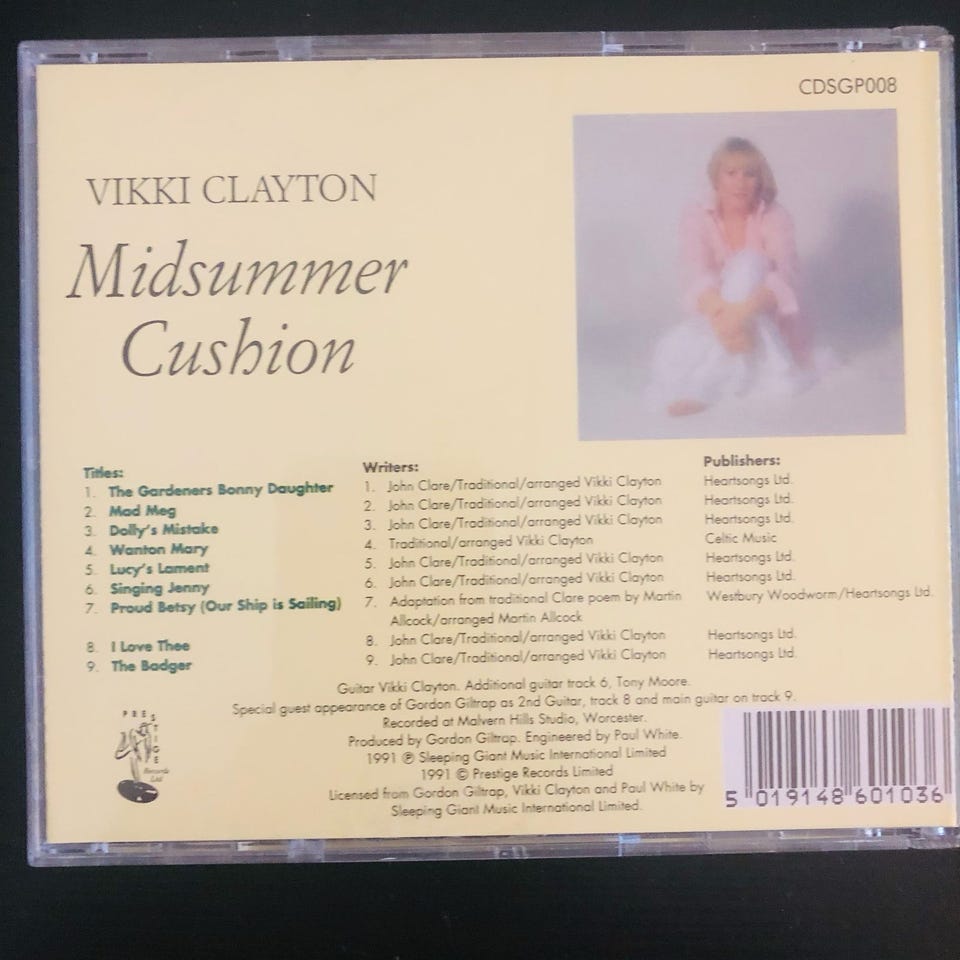 CDSGP008
VIKKI CLAYTON
Midsummer
Cushion
Titles:
1. The Gardeners Bonny Daughter
2. Mad Meg
3. Dolly's Mistake
4. Wanton Mary
5. Lucy's Lament
6. Singing Jenny
7. Proud Betsy (Our Ship is Sailing)
8. I Love Thee
9. The Badger
Writers:
1. John Clare/Traditional/arranged Vikki Clayton
2. John Clare/Traditional/arranged Vikki Clayton
3. John Clare/Traditional/arranged Vikki Clayton
4. Traditional/arranged Vikki Clayton
5. John Clare/Traditional/arranged Vikki Clayton
6. John Clare/Traditional/arranged Vikki Clayton
7. Adaptation from traditional Clare poem by Martin
Allcock/arranged Martin Allcock
8. John Clare/Traditional/arranged Vikki Clayton
9. John Clare/Traditional/arranged Vikki Clayton
Publishers:
Heartsongs Ltd.
Heartsongs Ltd.
Heartsongs Ltd.
Celtic Music
Heartsongs Ltd.
Heartsongs Ltd.
Westbury Woodworm/Heartsongs Ltd.
Heartsongs Ltd.
Heartsongs Ltd.
Guitar Vikki Clayton. Additional guitar track 6, Tony Moore.
Special guest appearance of Gordon Giltrap as 2nd Guitar, track 8 and main guitar on track 9.
Recorded at Malvern Hills Studio, Worcester.
Produced by Gordon Giltrap. Engineered by Paul White.
1991 ℗ Sleeping Giant Music International Limited
1991 © Prestige Records Limited
Licensed from Gordon Giltrap, Vikki Clayton and Paul White by
Sleeping Giant Music International Limited.
PRESTIGE
Records
Ltd
5 019148 601036